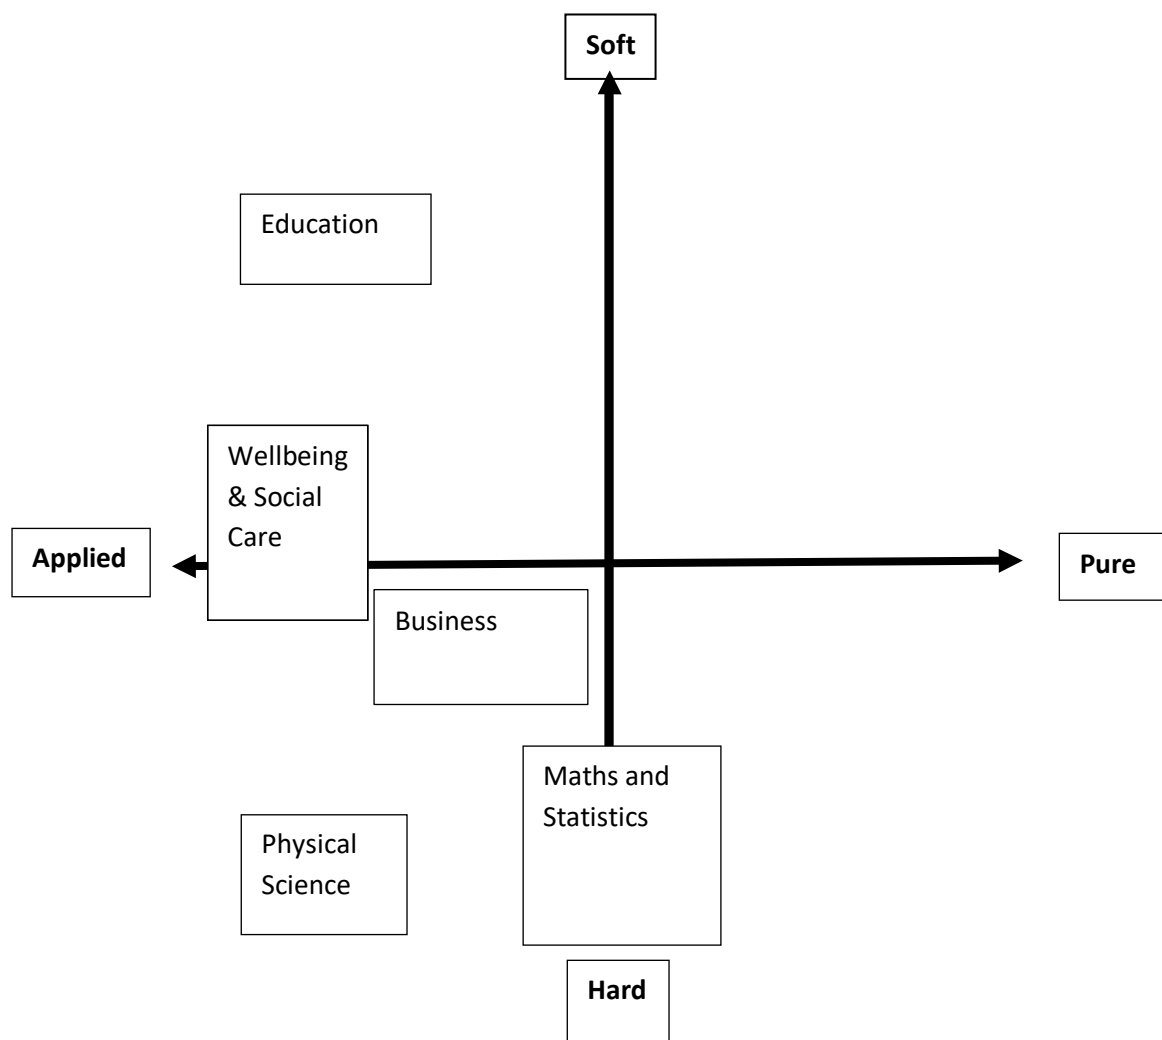 Soft
Education
Wellbeing
& Social
Care
Applied
Pure
Business
Maths and
Statistics
Physical
Science
Hard